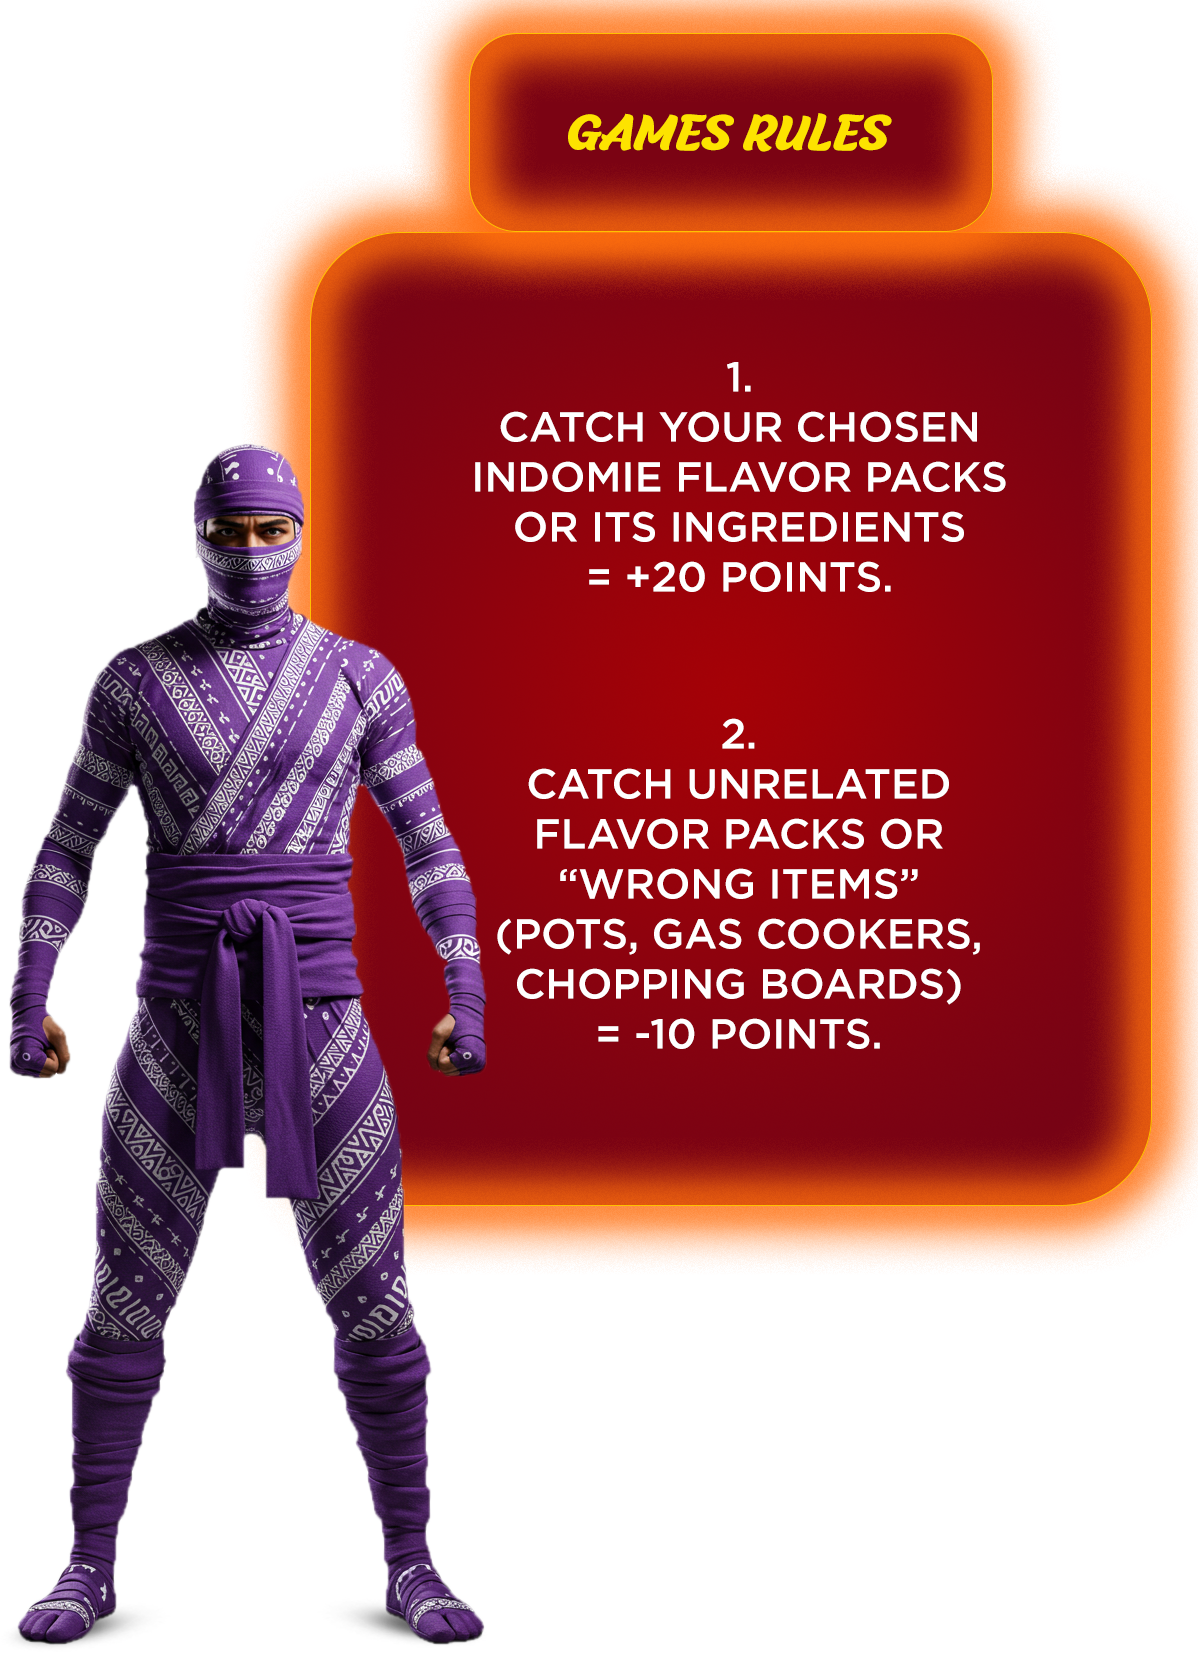 GAMES RULES
1.
CATCH YOUR CHOSEN
INDOMIE FLAVOR PACKS
OR ITS INGREDIENTS
= +20 POINTS.
2.
CATCH UNRELATED
FLAVOR PACKS OR
“WRONG ITEMS”
(POTS, GAS COOKERS,
CHOPPING BOARDS)
= -10 POINTS.